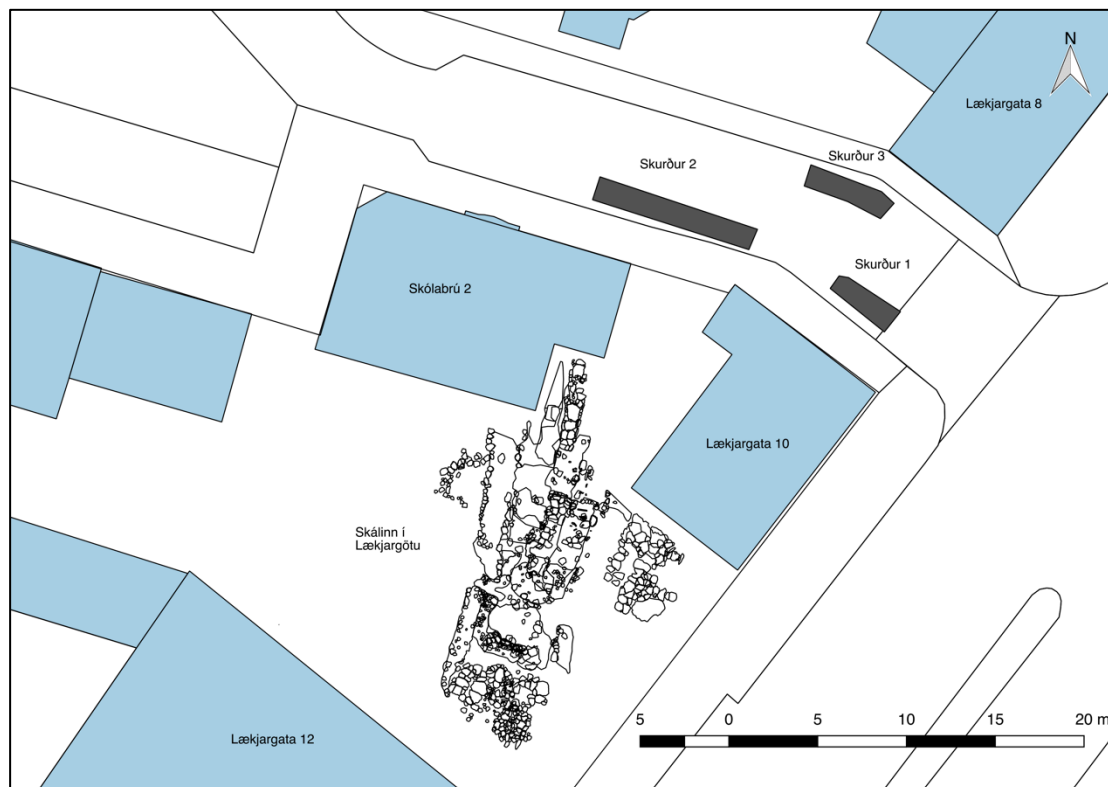 N
Lækjargata 8
Skurður 3
Skurður 2
Skurður 1
Skólabrú 2
Lækjargata 10
Skálinn í
Lækjargötu
Lækjargata 12
5 0 5 10 15 20 m